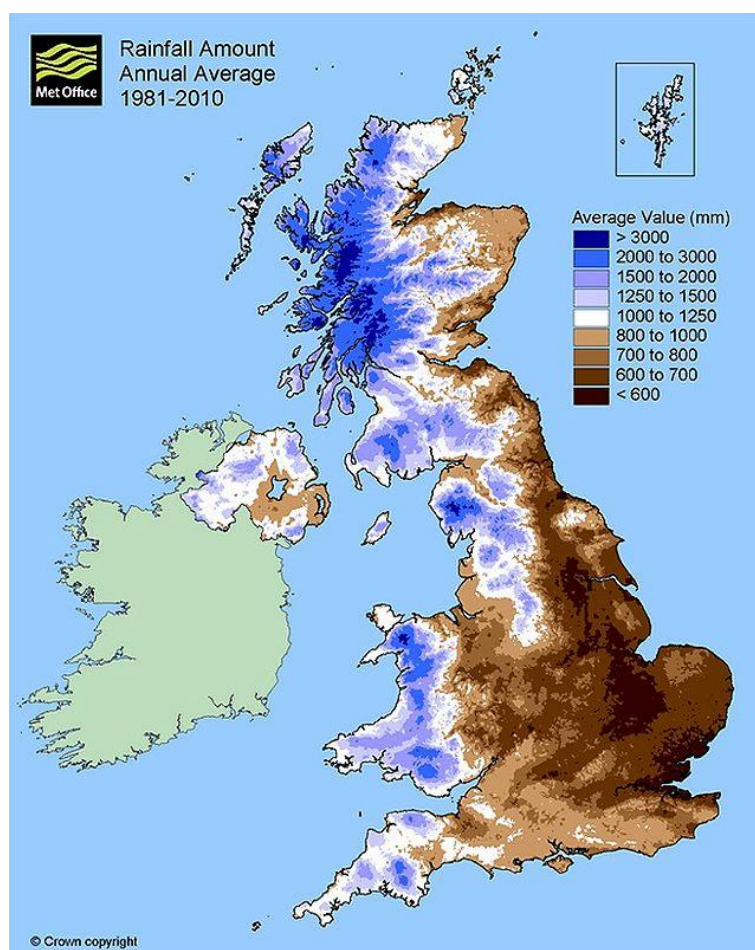 Met Office
Rainfall Amount
Annual Average
1981-2010
Average Value (mm)
> 3000
2000 to 3000
1500 to 2000
1250 to 1500
1000 to 1250
800 to 1000
700 to 800
600 to 700
< 600
© Crown copyright